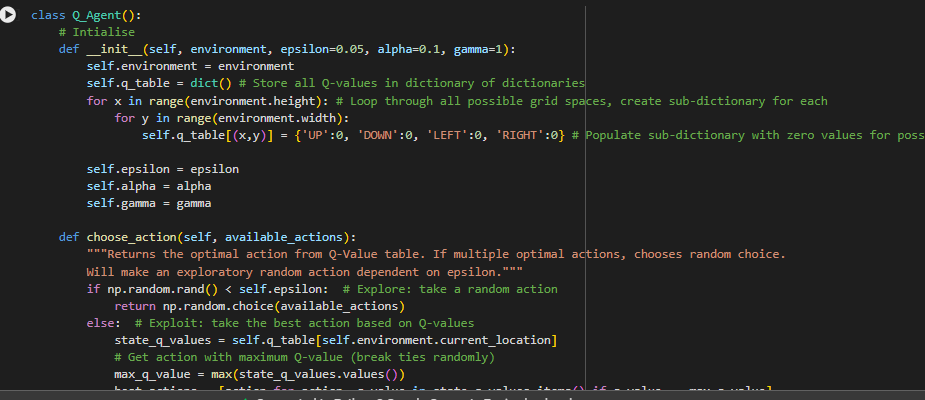 class Q_Agent():
    # Intialise
    def __init__(self, environment, epsilon=0.05, alpha=0.1, gamma=1):
        self.environment = environment
        self.q_table = dict() # Store all Q-values in dictionary of dictionaries
        for x in range(environment.height): # Loop through all possible grid spaces, create sub-dictionary for each
            for y in range(environment.width):
                self.q_table[(x,y)] = {'UP':0, 'DOWN':0, 'LEFT':0, 'RIGHT':0} # Populate sub-dictionary with zero values for poss
        self.epsilon = epsilon
        self.alpha = alpha
        self.gamma = gamma
    def choose_action(self, available_actions):
        """Returns the optimal action from Q-Value table. If multiple optimal actions, chooses random choice.
        Will make an exploratory random action dependent on epsilon."""
        if np.random.rand() < self.epsilon:  # Explore: take a random action
            return np.random.choice(available_actions)
        else:  # Exploit: take the best action based on Q-values
            state_q_values = self.q_table[self.environment.current_location]
            # Get action with maximum Q-value (break ties randomly)
            max_q_value = max(state_q_values.values())